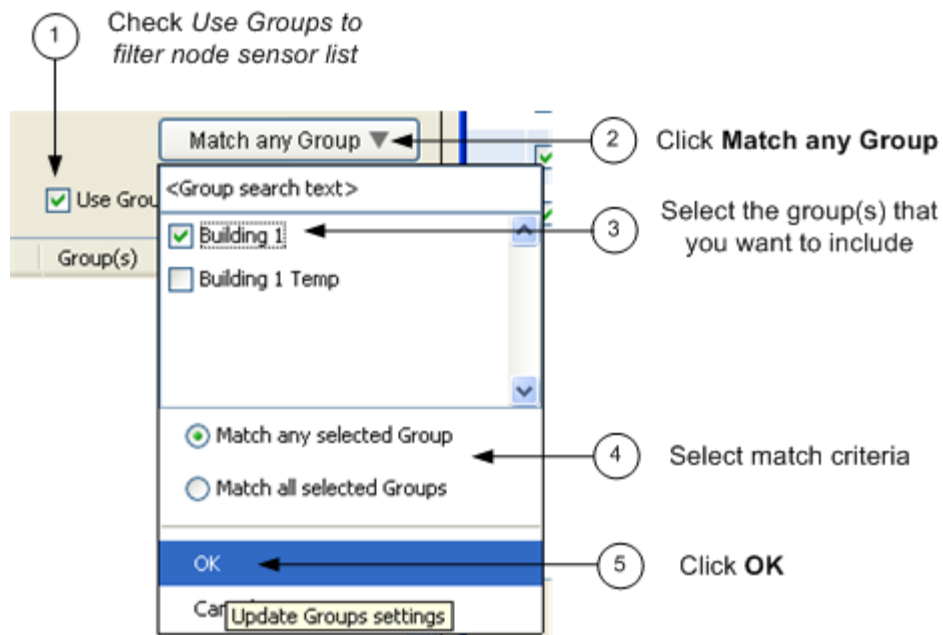 1
Check Use Groups to
filter node sensor list
Match any Group
2
Click Match any Group
Use Grou
<Group search text>
3
Select the group(s) that
you want to include
Building 1
Group(s)
Building 1 Temp
Match any selected Group
4
Select match criteria
Match all selected Groups
OK
5
Click OK
Can
Update Groups settings